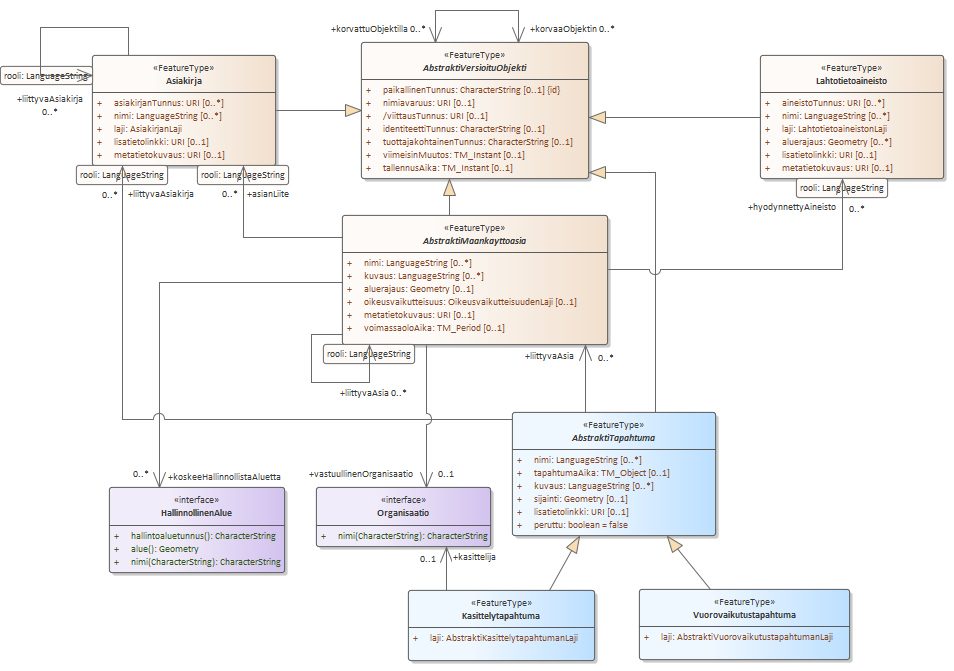 +korvattuObjektilla 0..*
+korvaaObjektin 0..*
rooli: LanguageString
+liittyvaAsiakirja
0..*
«FeatureType»
Asiakirja
+ asiakirjanTunnus: URI [0..*]
+ nimi: LanguageString [0..*]
+ laji: AsiakirjanLaji
+ lisatietolinkki: URI [0..1]
+ metatietokuvaus: URI [0..1]
«FeatureType»
AbstraktiVersioituObjekti
+ paikallinenTunnus: CharacterString [0..1] {id}
+ nimiavaruus: URI [0..1]
+ /viittausTunnus: URI [0..1]
+ identiteettiTunnus: CharacterString [0..1]
+ tuottajakohtainenTunnus: CharacterString [0..1]
+ viimeisinMuutos: TM_Instant [0..1]
+ tallennusAika: TM_Instant [0..1]
«FeatureType»
Lahtotietoaineisto
+ aineistoTunnus: URI [0..*]
+ nimi: LanguageString [0..*]
+ laji: LahtotietoaineistonLaji
+ aluerajaus: Geometry [0..*]
+ lisatietolinkki: URI [0..1]
+ metatietokuvaus: URI [0..1]
rooli: LanguageString
0..*
+liittyvaAsiakirja
rooli: LanguageString
0..*
+asianLiite
rooli: LanguageString
+hyodynnettyAineisto
0..*
«FeatureType»
AbstraktiMaankayttoasia
+ nimi: LanguageString [0..*]
+ kuvaus: LanguageString [0..*]
+ aluerajaus: Geometry [0..1]
+ oikeusvaikutteisuus: OikeusvaikutteisuudenLaji [0..1]
+ metatietokuvaus: URI [0..1]
+ voimassaoloAika: TM_Period [0..1]
rooli: LanguageString
+liittyvaAsia 0..*
+liittyvaAsia
0..*
«FeatureType»
AbstraktiTapahtuma
+ nimi: LanguageString [0..*]
+ tapahtumaAika: TM_Object [0..1]
+ kuvaus: LanguageString [0..*]
+ sijainti: Geometry [0..1]
+ lisatietolinkki: URI [0..1]
+ peruttu: boolean = false
0..*
+koskeeHallinnollistaAluetta
+vastuullinenOrganisaatio
0..1
«interface»
HallinnollinenAlue
+ hallintoaluetunnus(): CharacterString
+ alue(): Geometry
+ nimi(CharacterString): CharacterString
«interface»
Organisaatio
+ nimi(CharacterString): CharacterString
0..1
+kasittelija
«FeatureType»
Kasittelytapahtuma
+ laji: AbstraktiKasittelytapahtumanLaji
«FeatureType»
Vuorovaikutustapahtuma
+ laji: AbstraktiVuorovaikutustapahtumanLaji